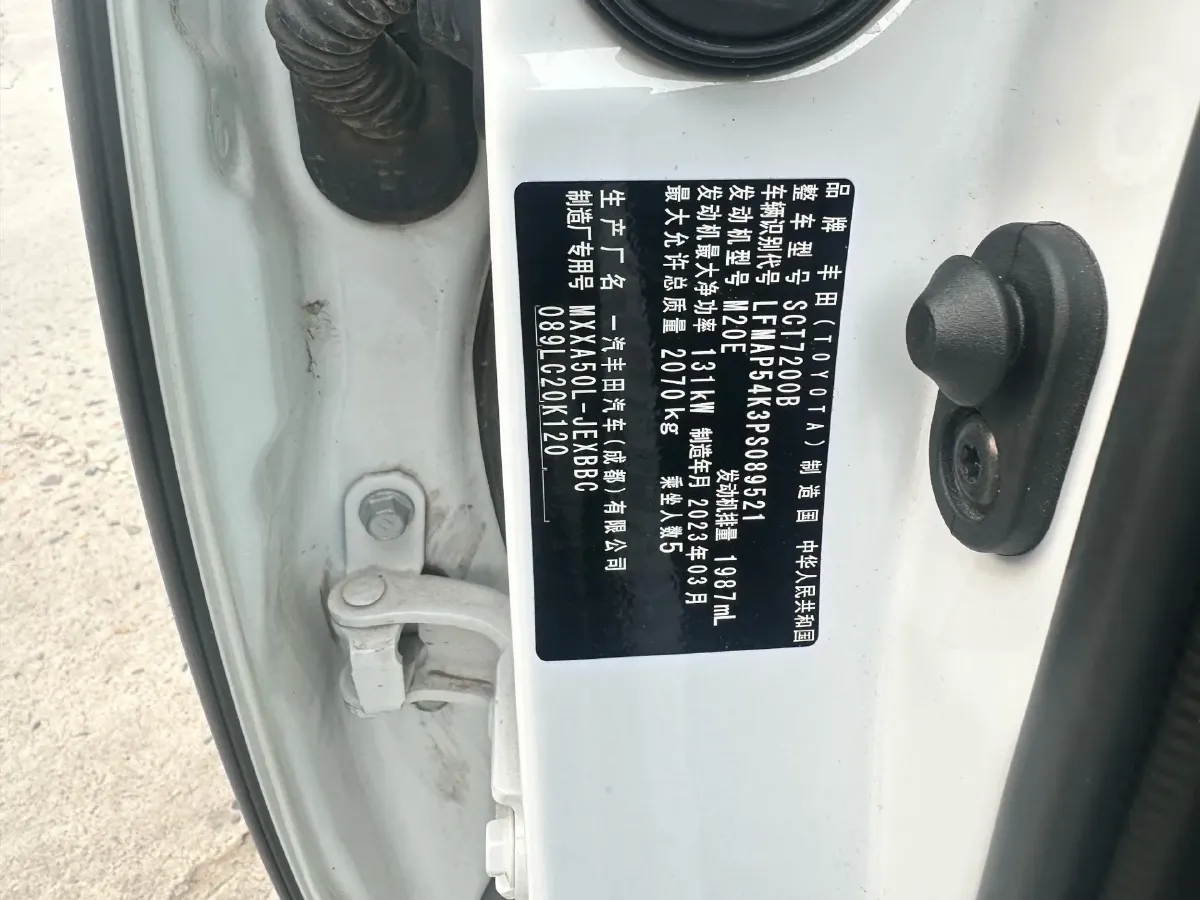 品牌 丰田(TOYOTA) 制造国 中华人民共和国
整车型号 SCT7200B
车辆识别代号 LFMAP54K3PS089521
发动机型号 M20E 发动机排量 1987mL
发动机最大净功率 131kW 制造年月 2023年03月
最大允许总质量 2070kg 乘坐人数5
生产厂名 一汽丰田汽车(成都)有限公司
制造厂专用号 MXXA50L-JEXBBC
089LC20K120